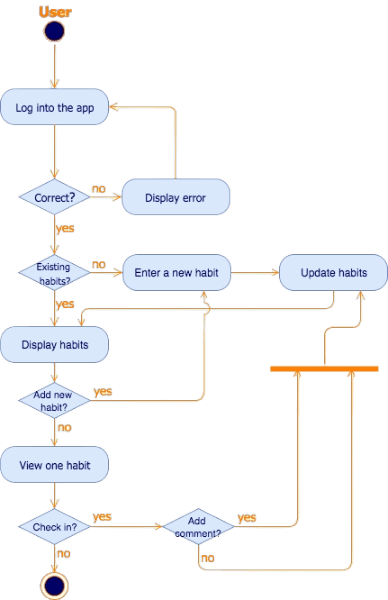 User
Log into the app
Correct?
no
Display error
yes
Existing
habits?
no
Enter a new habit
Update habits
yes
Display habits
Add new
habit?
yes
no
View one habit
Check in?
yes
Add
comment?
yes
no
no